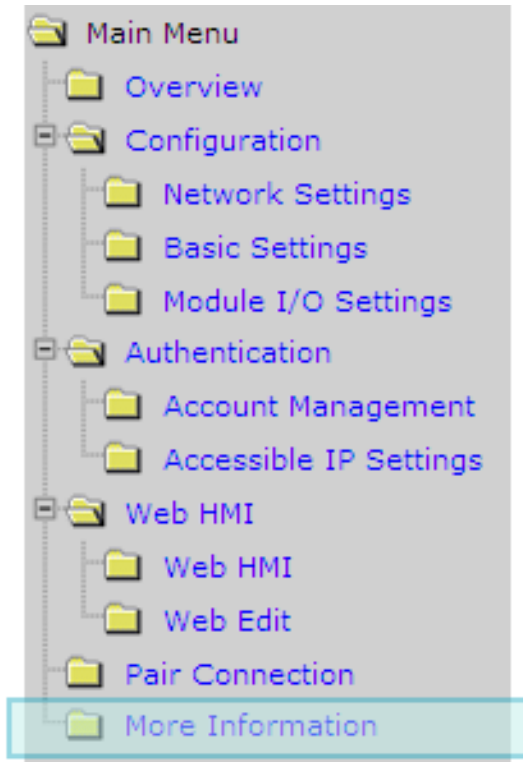 Main Menu
Overview
Configuration
Network Settings
Basic Settings
Module I/O Settings
Authentication
Account Management
Accessible IP Settings
Web HMI
Web HMI
Web Edit
Pair Connection
More Information